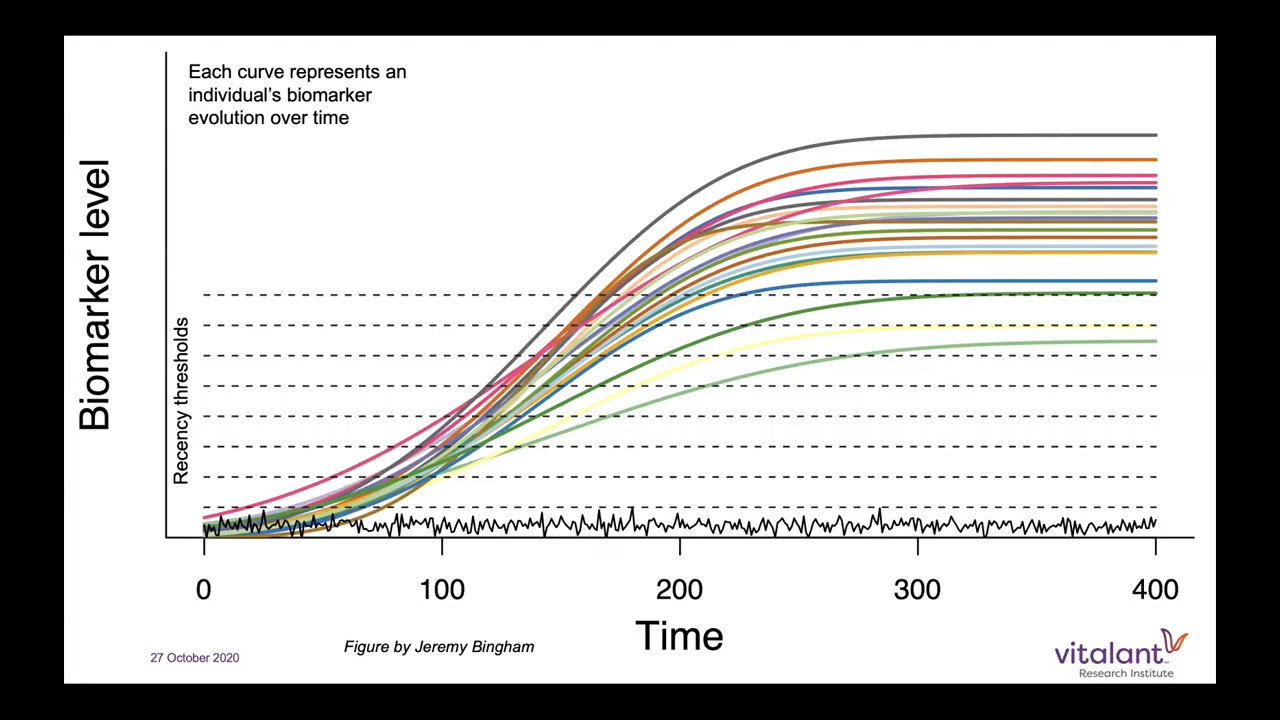 Each curve represents an
individual’s biomarker
evolution over time
Biomarker level
Recency thresholds
0
100
200
300
400
Time
Figure by Jeremy Bingham
27 October 2020
vitalant
Research Institute